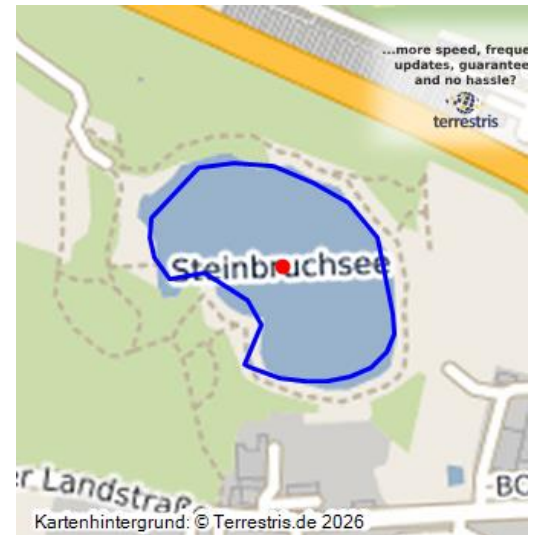 ...more speed, freque
updates, guarantee
and no hassle?
terrestris
Steinbruchsee
er Landstraß
-BO
Kartenhintergrund: © Terrestris.de 2026